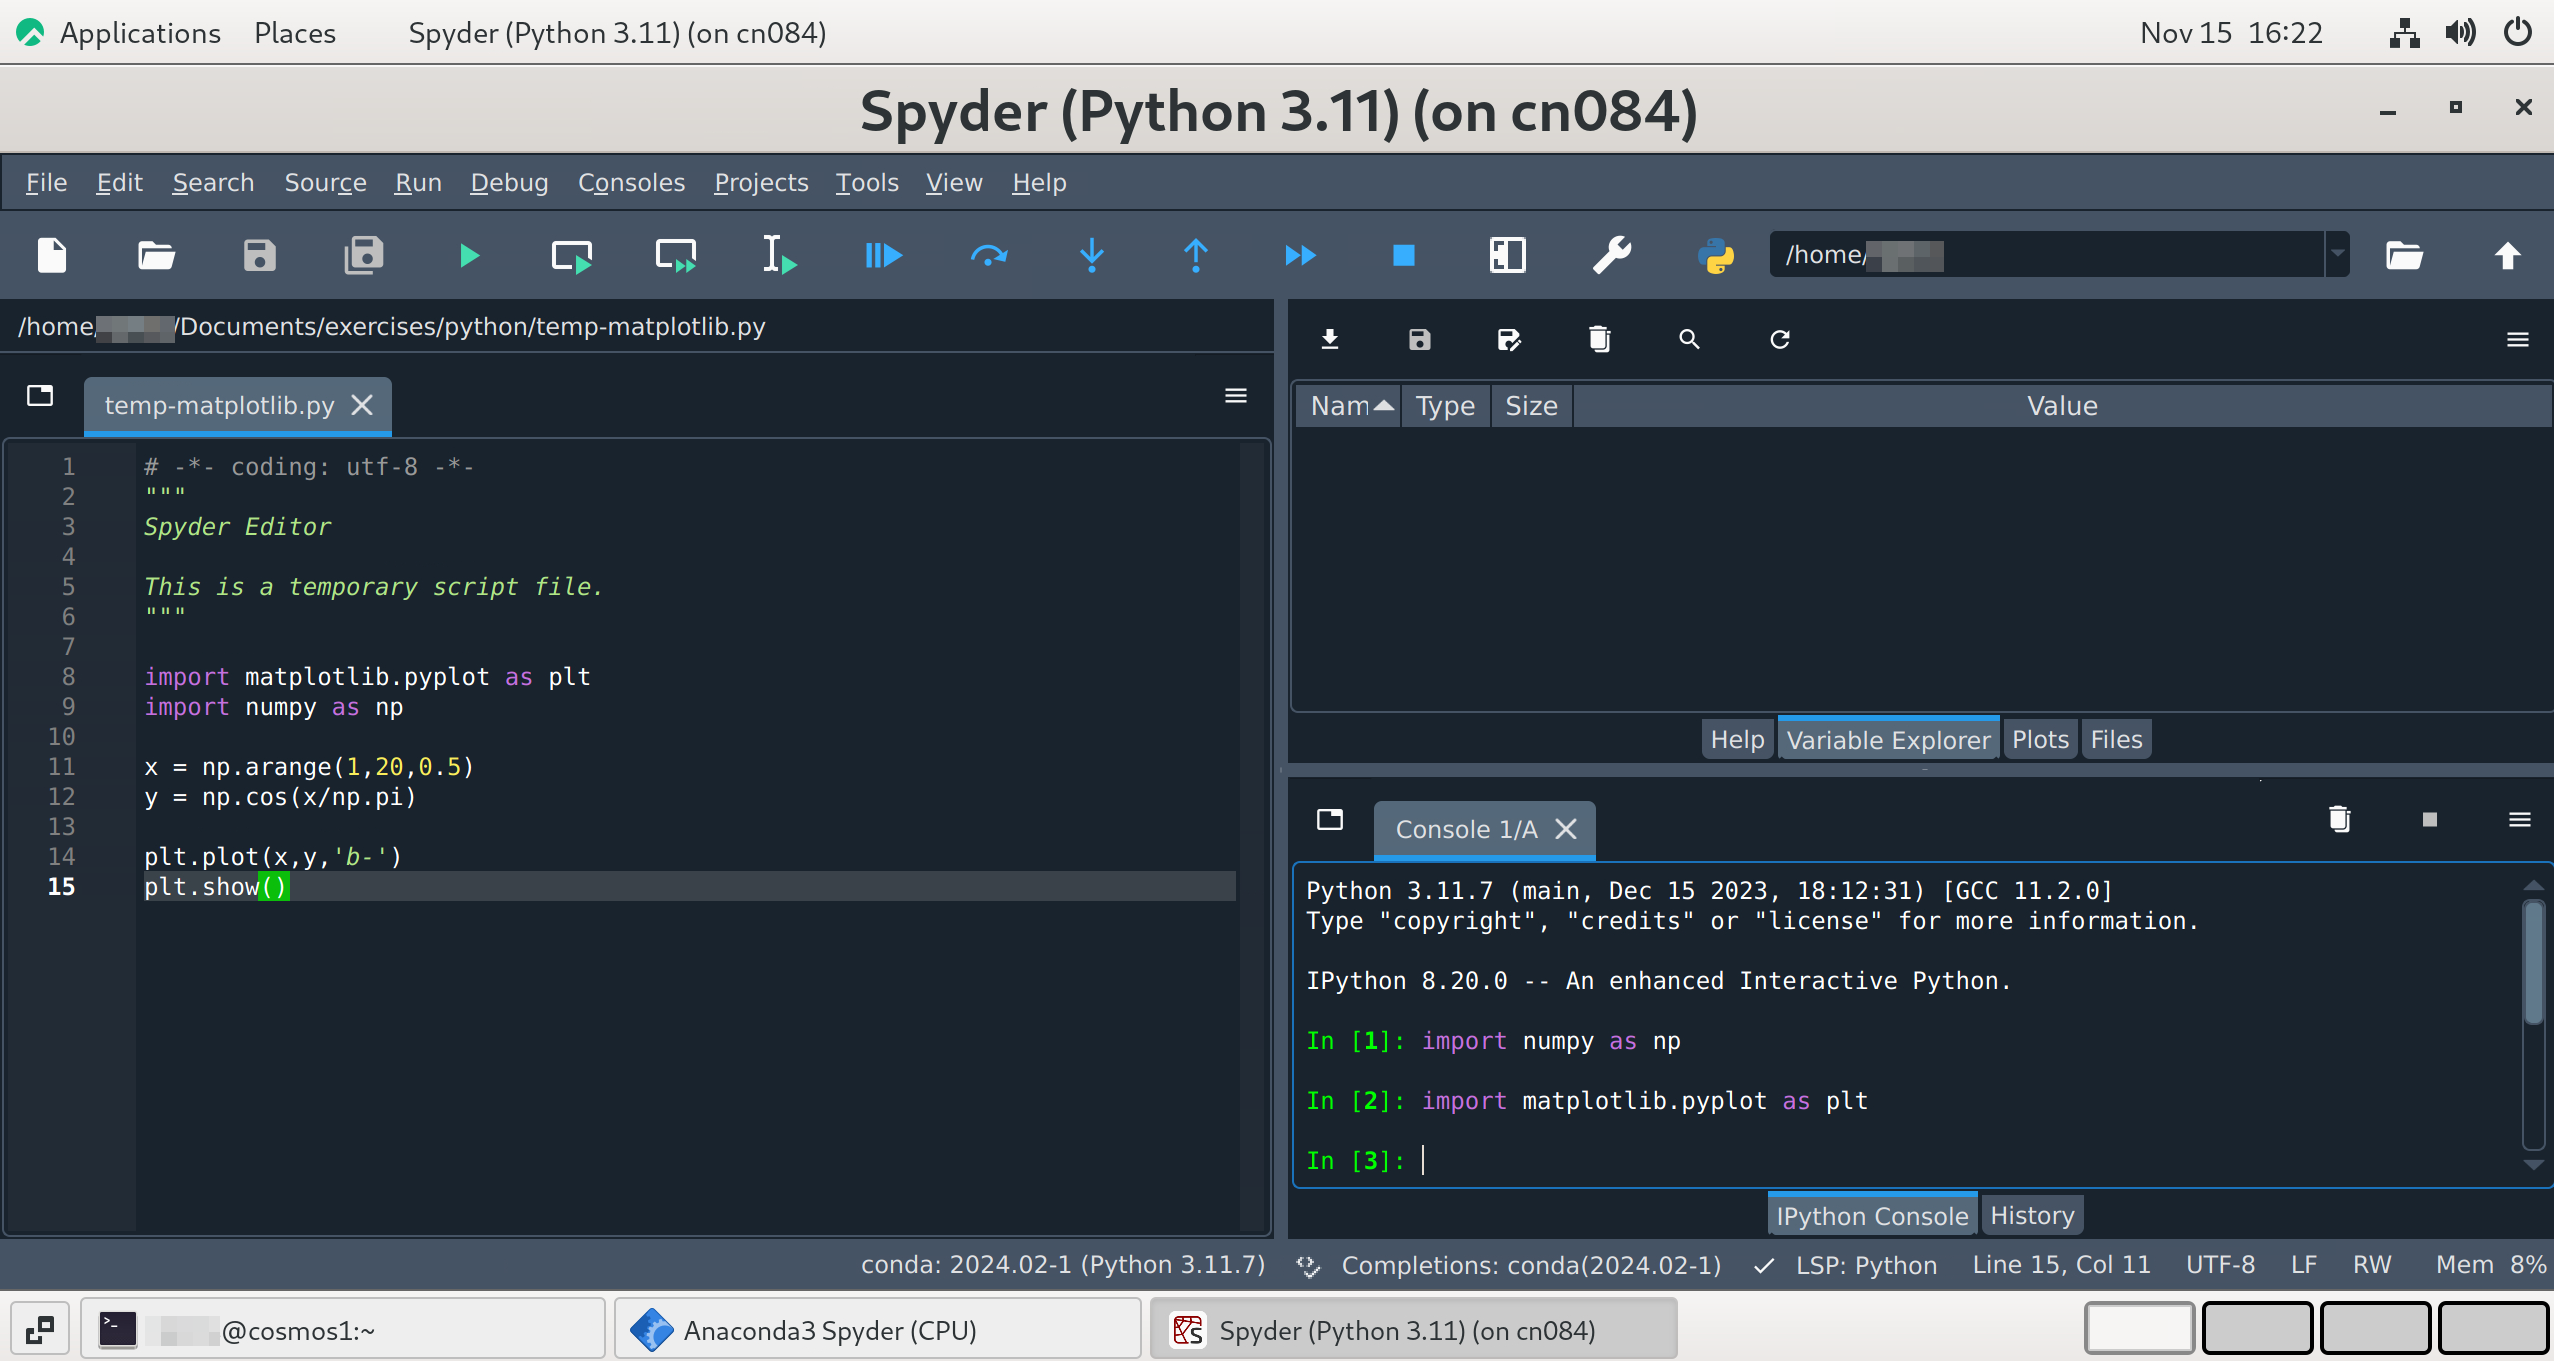 Applications Places Spyder (Python 3.11) (on cn084) Nov 15 16:22
Spyder (Python 3.11) (on cn084)
File Edit Search Source Run Debug Consoles Projects Tools View Help
/home/
/home/ /Documents/exercises/python/temp-matplotlib.py
temp-matplotlib.py
1 # -*- coding: utf-8 -*-
2 """
3 Spyder Editor
4
5 This is a temporary script file.
6 """
7
8 import matplotlib.pyplot as plt
9 import numpy as np
10
11 x = np.arange(1,20,0.5)
12 y = np.cos(x/np.pi)
13
14 plt.plot(x,y,'b-')
15 plt.show()
Nam Type Size Value
Help Variable Explorer Plots Files
Console 1/A
Python 3.11.7 (main, Dec 15 2023, 18:12:31) [GCC 11.2.0]
Type "copyright", "credits" or "license" for more information.
IPython 8.20.0 -- An enhanced Interactive Python.
In [1]: import numpy as np
In [2]: import matplotlib.pyplot as plt
In [3]:
IPython Console History
conda: 2024.02-1 (Python 3.11.7) Completions: conda(2024.02-1) LSP: Python Line 15, Col 11 UTF-8 LF RW Mem 8%
@cosmos1:~ Anaconda3 Spyder (CPU) Spyder (Python 3.11) (on cn084)